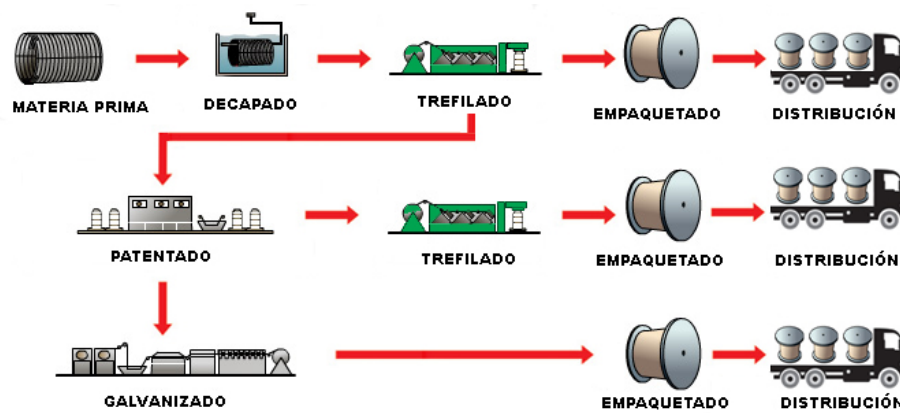 MATERIA PRIMA
DECAPADO
TREFILADO
EMPAQUETADO
DISTRIBUCIÓN
PATENTADO
TREFILADO
EMPAQUETADO
DISTRIBUCIÓN
GALVANIZADO
EMPAQUETADO
DISTRIBUCIÓN